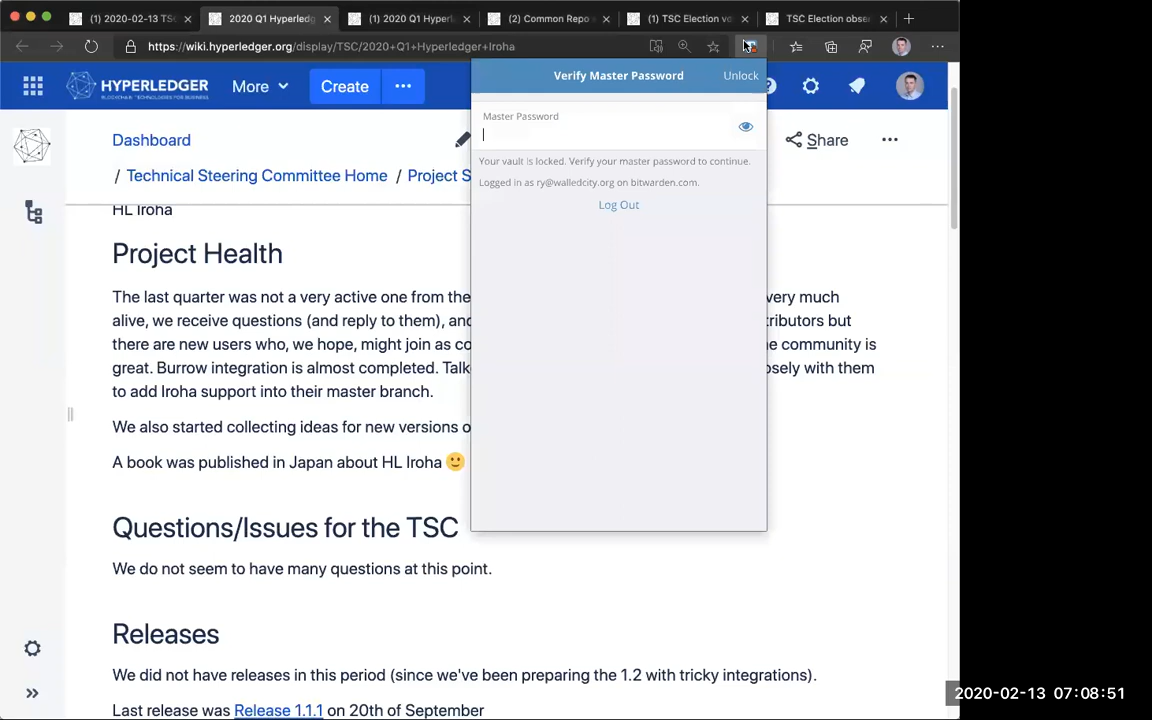 (1) 2020-02-13 TS
2020 Q1 Hyperledg
(1) 2020 Q1 Hyperl
(2) Common Repo
(1) TSC Election v
TSC Election obse
https://wiki.hyperledger.org/display/TSC/2020+Q1+Hyperledger+Iroha
HYPERLEDGER
BLOCKCHAIN TECHNOLOGIES FOR BUSINESS
More
Create
Verify Master Password
Unlock
Master Password
Your vault is locked. Verify your master password to continue.
Logged in as ry@walledcity.org on bitwarden.com.
Log Out
Dashboard
Share
/ Technical Steering Committee Home / Project S
HL Iroha
Project Health
The last quarter was not a very active one from the very much
alive, we receive questions (and reply to them), and tributors but
there are new users who, we hope, might join as co e community is
great. Burrow integration is almost completed. Talk osely with them
to add Iroha support into their master branch.
We also started collecting ideas for new versions o
A book was published in Japan about HL Iroha 🙂
Questions/Issues for the TSC
We do not seem to have many questions at this point.
Releases
We did not have releases in this period (since we've been preparing the 1.2 with tricky integrations).
Last release was Release 1.1.1 on 20th of September
2020-02-13 07:08:51